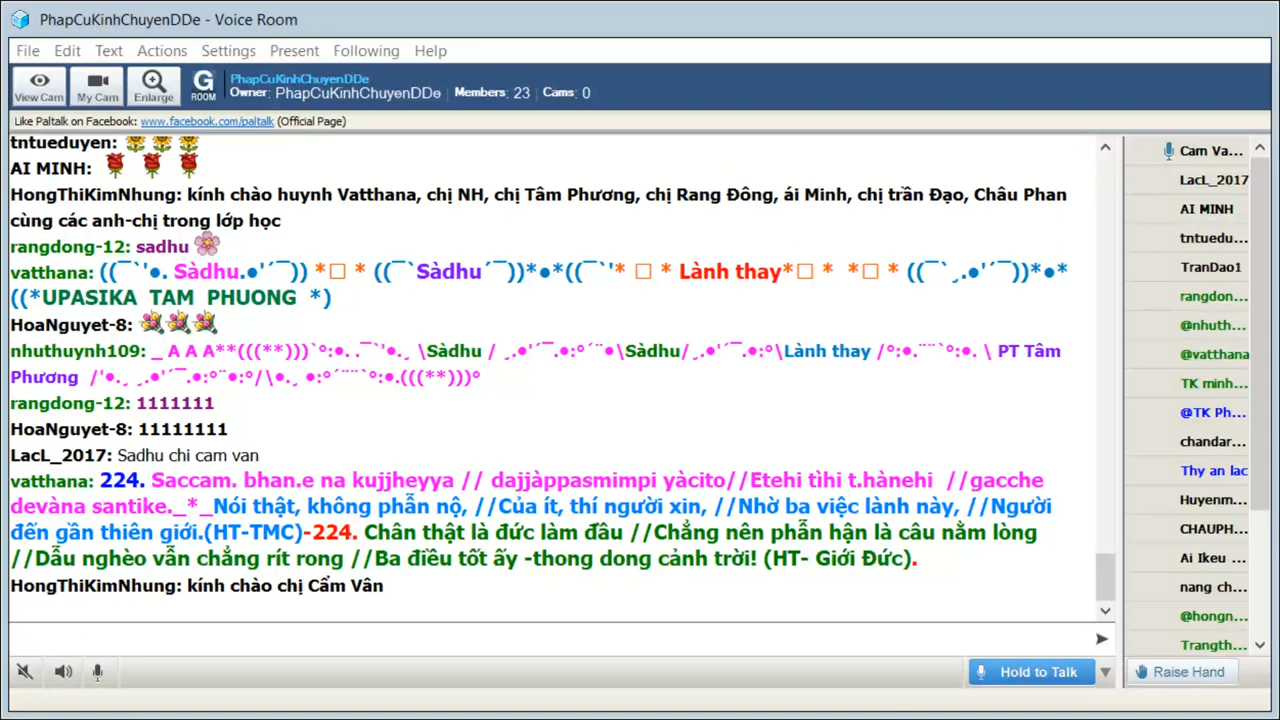 PhapCuKinhChuyenDDe - Voice Room
File Edit Text Actions Settings Present Following Help
View Cam My Cam Enlarge G ROOM
PhapCuKinhChuyenDDe
Owner: PhapCuKinhChuyenDDe Members: 23 Cams: 0
Like Paltalk on Facebook: www.facebook.com/paltalk (Official Page)
tntueduyen:
AI MINH:
HongThiKimNhung: kính chào huynh Vatthana, chị NH, chị Tâm Phương, chị Rang Đông, ái Minh, chị trần Đạo, Châu Phan
cùng các anh-chị trong lớp học
rangdong-12: sadhu
vatthana: ((¯`'●. Sàdhu.●'´¯)) *□ * ((¯`Sàdhu´¯))*●*((¯`'* □ * Lành thay*□ * *□ * ((¯`¸.●'´¯))*●*
((*UPASIKA TAM PHUONG *)
HoaNguyet-8:
nhuthuynh109: _ A A A**(((**)))`°:●. .¯`'●.¸ \Sàdhu / ¸.●'´¯.●:°´¨●\Sàdhu/¸.●'´¯.●:°\Lành thay /°:●.¨¨`°:●. \ PT Tâm
Phương /'●.¸ ¸.●'´¯.●:°¨●:°/\●.¸ ●:°´¨¨`°:●.(((**)))°
rangdong-12: 1111111
HoaNguyet-8: 11111111
LacL_2017: Sadhu chi cam van
vatthana: 224. Saccam. bhan.e na kujjheyya // dajjàppasmimpi yàcito//Etehi tìhi t.hànehi //gacche
devàna santike._*_Nói thật, không phẫn nộ, //Của ít, thí người xin, //Nhờ ba việc lành này, //Người
đến gần thiên giới.(HT-TMC)-224. Chân thật là đức làm đầu //Chẳng nên phẫn hận là câu nằm lòng
//Dẫu nghèo vẫn chẳng rít rong //Ba điều tốt ấy -thong dong cảnh trời! (HT- Giới Đức).
HongThiKimNhung: kính chào chị Cẩm Vân
Cam Va...
LacL_2017
AI MINH
tntuedu...
TranDao1
rangdon...
@nhuth...
@vatthana
TK minh...
@TK Ph...
chandar...
Thy an lac
Huyenm...
CHAUPH...
Ai Ikeu ...
nang ch...
@hongn...
Trangth...
Hold to Talk
Raise Hand